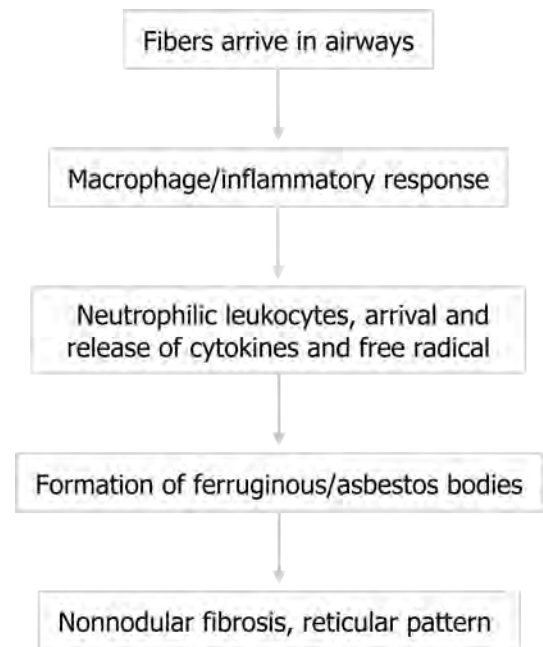 Fibers arrive in airways
Macrophage/inflammatory response
Neutrophilic leukocytes, arrival and
release of cytokines and free radical
Formation of ferruginous/asbestos bodies
Nonnodular fibrosis, reticular pattern